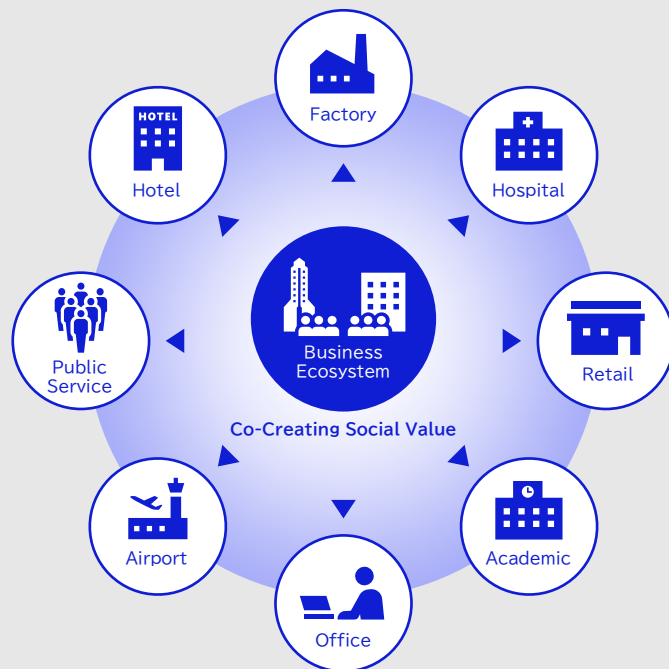 Factory
HOTEL
Hotel
Hospital
Public
Service
Business
Ecosystem
Retail
Co-Creating Social Value
Airport
Academic
Office